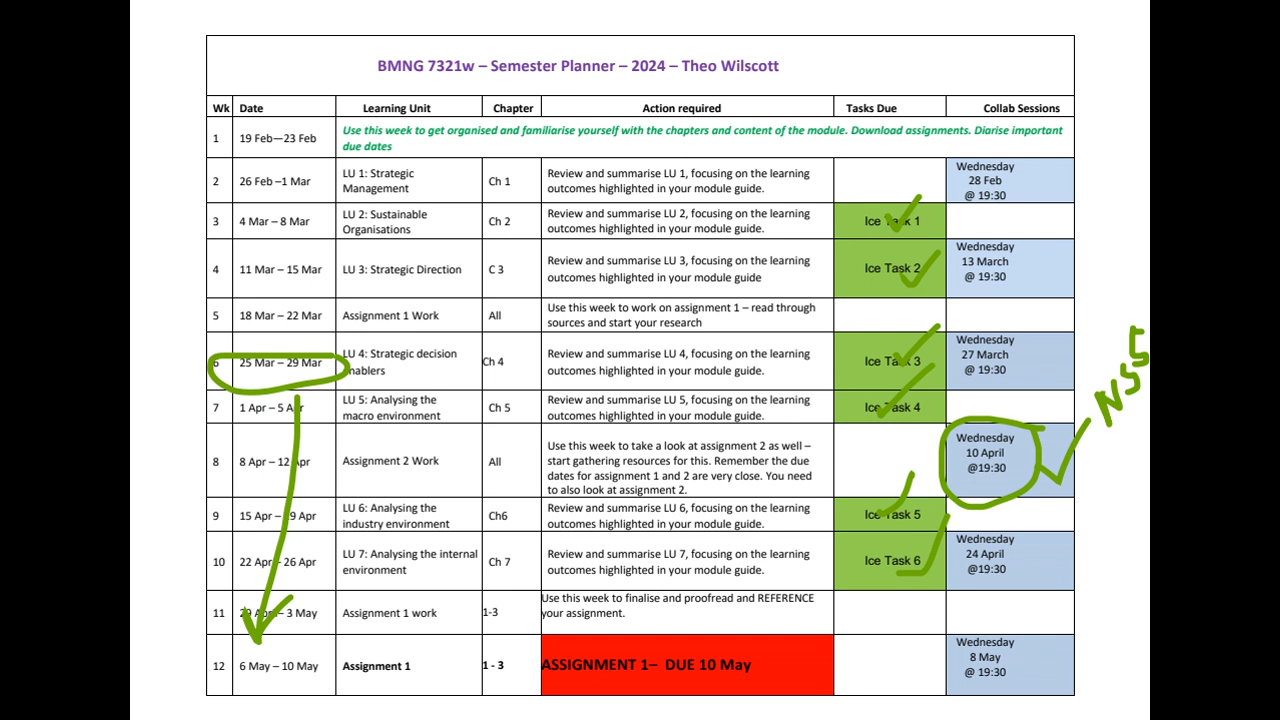 BMNG 7321w – Semester Planner – 2024 – Theo Wilscott
Wk Date Learning Unit Chapter Action required Tasks Due Collab Sessions
1 19 Feb—23 Feb Use this week to get organised and familiarise yourself with the chapters and content of the module. Download assignments. Diarise important
due dates
2 26 Feb –1 Mar
LU 1: Strategic
Management
Ch 1
Review and summarise LU 1, focusing on the learning
outcomes highlighted in your module guide.
Wednesday
28 Feb
@ 19:30
3 4 Mar – 8 Mar
LU 2: Sustainable
Organisations
Ch 2
Review and summarise LU 2, focusing on the learning
outcomes highlighted in your module guide.
Ice Task 1
4 11 Mar – 15 Mar
LU 3: Strategic Direction
C 3
Review and summarise LU 3, focusing on the learning
outcomes highlighted in your module guide
Ice Task 2
Wednesday
13 March
@ 19:30
5 18 Mar – 22 Mar
Assignment 1 Work
All
Use this week to work on assignment 1 – read through
sources and start your research
6 25 Mar – 29 Mar
LU 4: Strategic decision
enablers
Ch 4
Review and summarise LU 4, focusing on the learning
outcomes highlighted in your module guide.
Ice Task 3
Wednesday
27 March
@ 19:30
7 1 Apr – 5 Apr
LU 5: Analysing the
macro environment
Ch 5
Review and summarise LU 5, focusing on the learning
outcomes highlighted in your module guide.
Ice Task 4
8 8 Apr – 12 Apr
Assignment 2 Work
All
Use this week to take a look at assignment 2 as well –
start gathering resources for this. Remember the due
dates for assignment 1 and 2 are very close. You need
to also look at assignment 2.
Wednesday
10 April
@19:30
9 15 Apr – 19 Apr
LU 6: Analysing the
industry environment
Ch6
Review and summarise LU 6, focusing on the learning
outcomes highlighted in your module guide.
Ice Task 5
10 22 Apr – 26 Apr
LU 7: Analysing the internal
environment
Ch 7
Review and summarise LU 7, focusing on the learning
outcomes highlighted in your module guide.
Ice Task 6
Wednesday
24 April
@19:30
11 29 Apr – 3 May
Assignment 1 work
1-3
Use this week to finalise and proofread and REFERENCE
your assignment.
12 6 May – 10 May
Assignment 1
1 - 3
ASSIGNMENT 1– DUE 10 May
Wednesday
8 May
@ 19:30